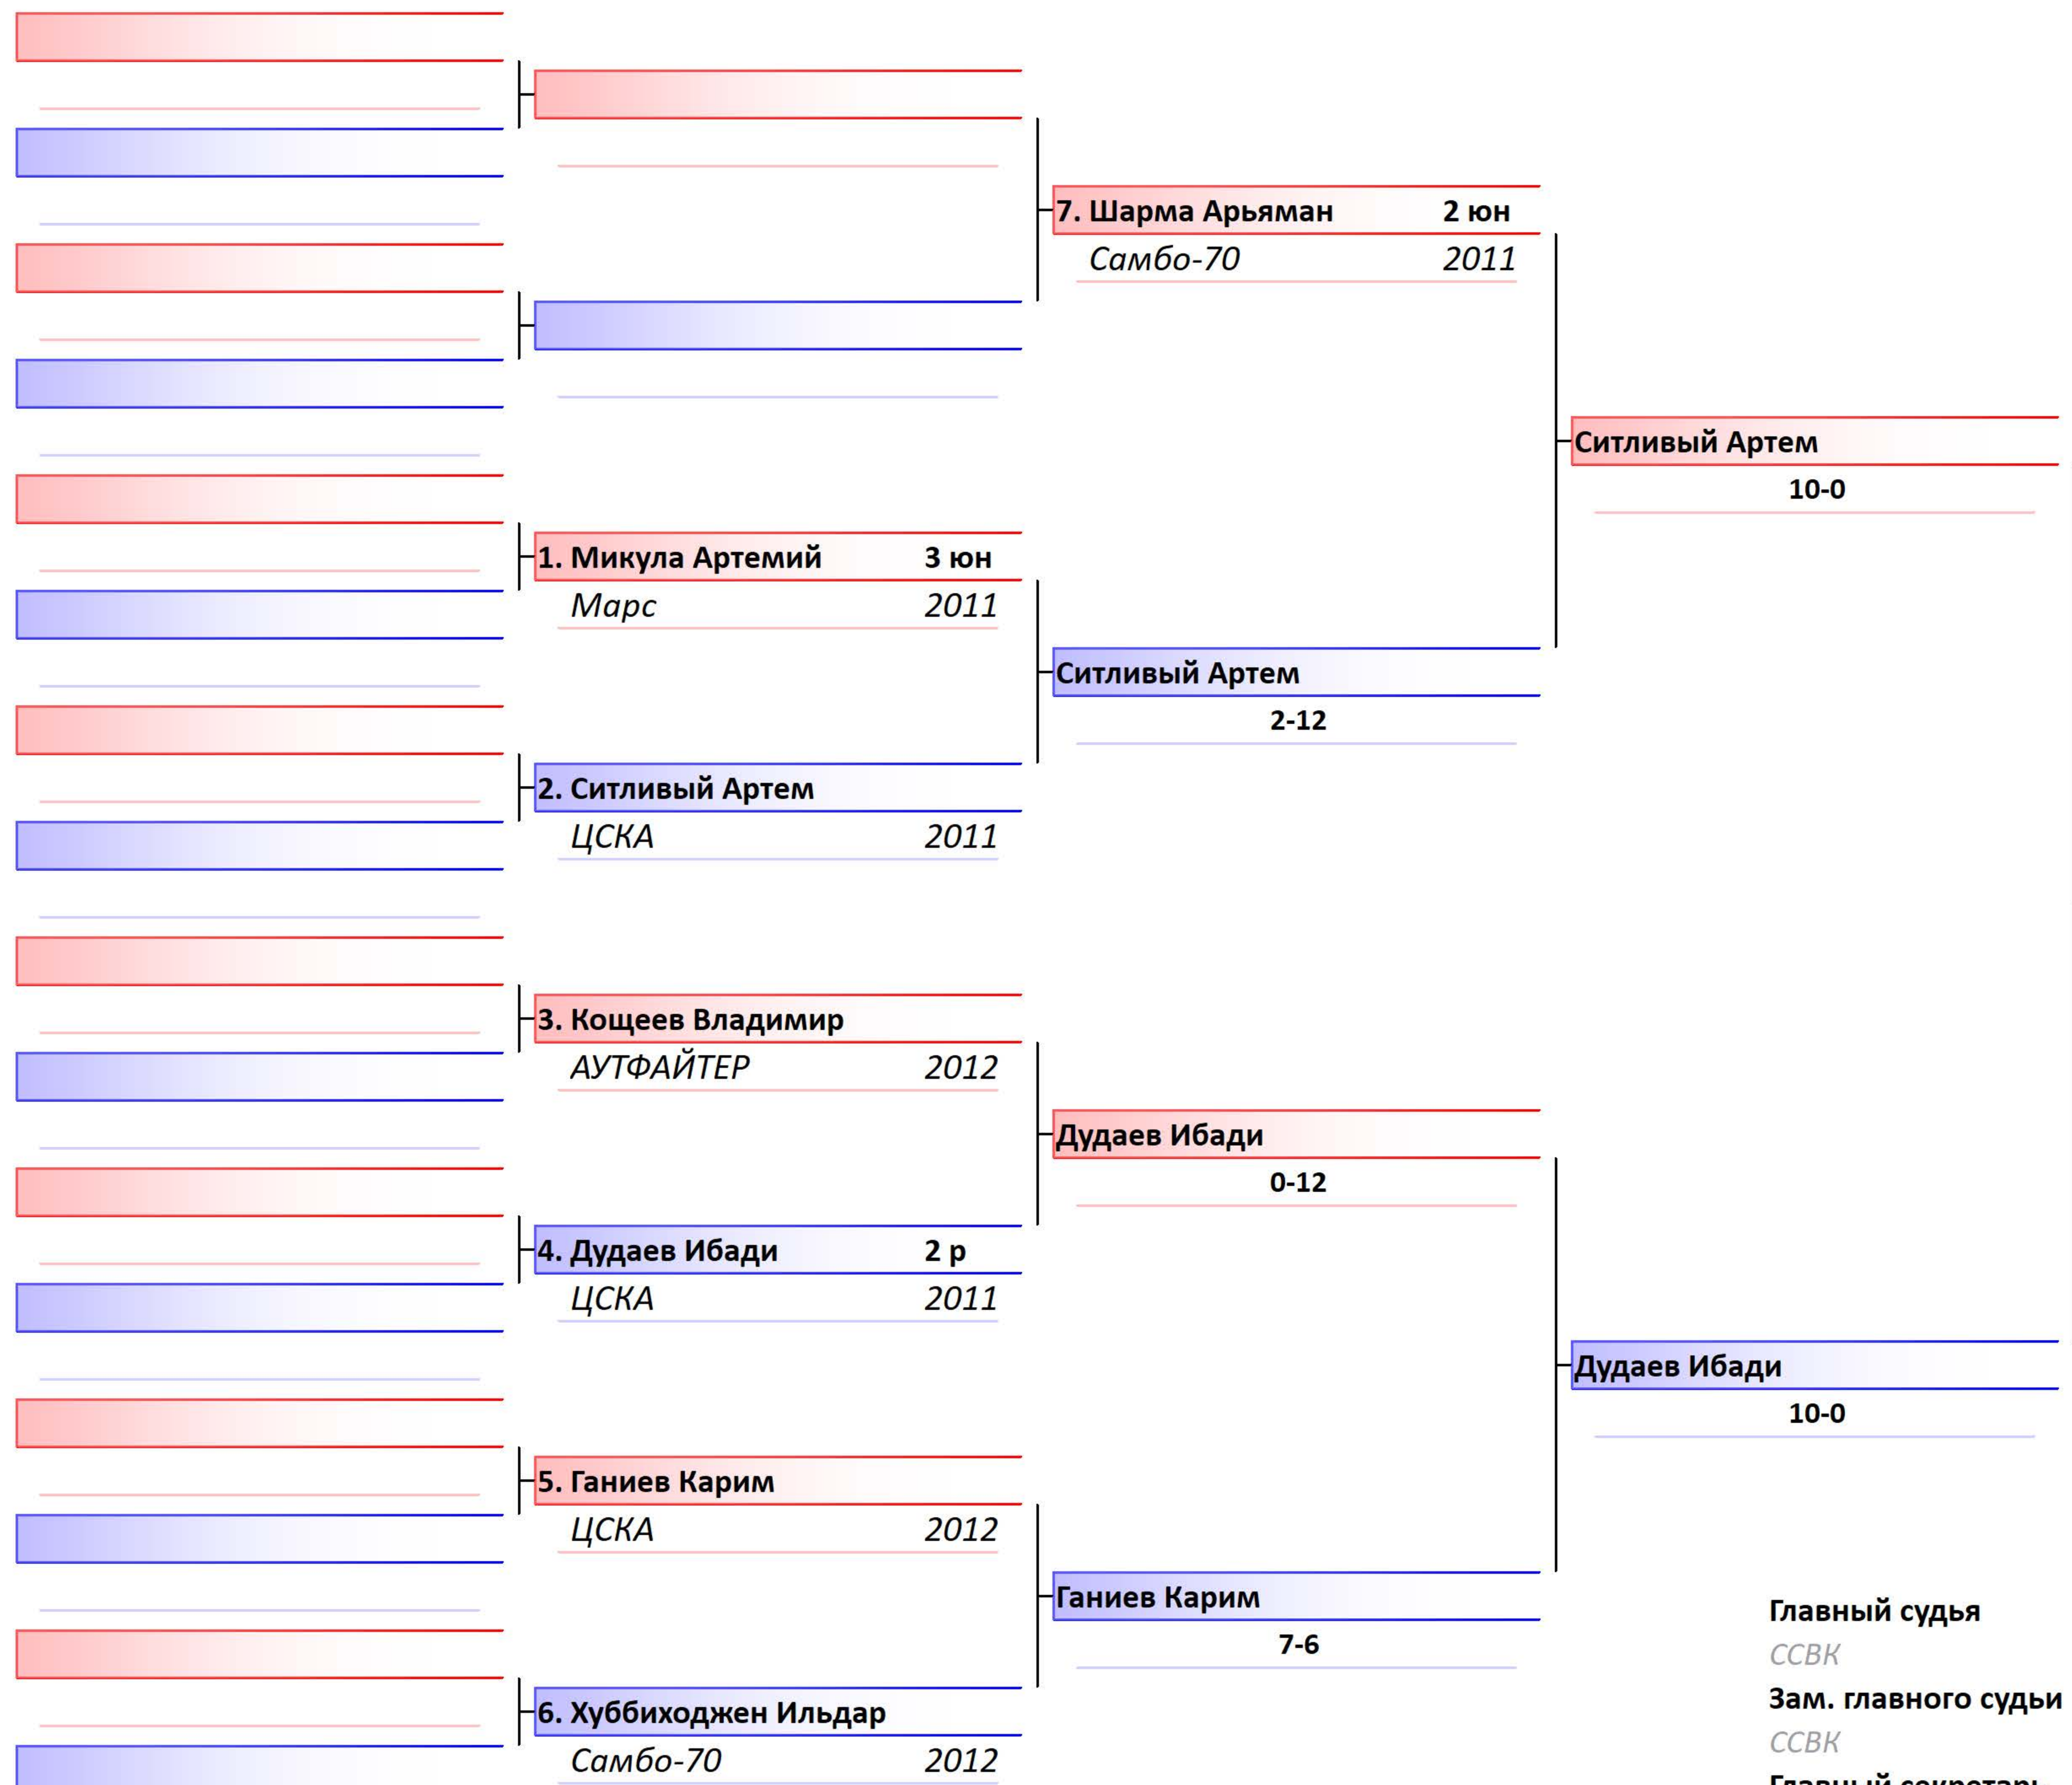 7. Шарма Арьяман 2 юн
Самбо-70 2011
Ситливый Артем
10-0
1. Микула Артемий 3 юн
Марс 2011
Ситливый Артем
2-12
2. Ситливый Артем
ЦСКА 2011
3. Кощеев Владимир
АУТФАЙТЕР 2012
Дудаев Ибади
0-12
4. Дудаев Ибади 2 р
ЦСКА 2011
Дудаев Ибади
10-0
5. Ганиев Карим
ЦСКА 2012
Ганиев Карим
7-6
6. Хуббиходжен Ильдар
Самбо-70 2012
Главный судья
ССВК
Зам. главного судьи
ССВК
Главный секретарь